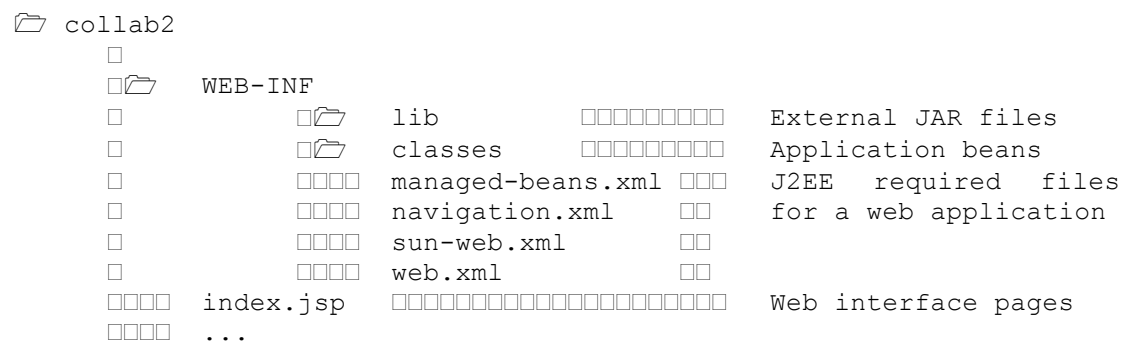 collab2
WEB-INF
lib External JAR files
classes Application beans
managed-beans.xml J2EE required files
navigation.xml for a web application
sun-web.xml
web.xml
index.jsp Web interface pages
...